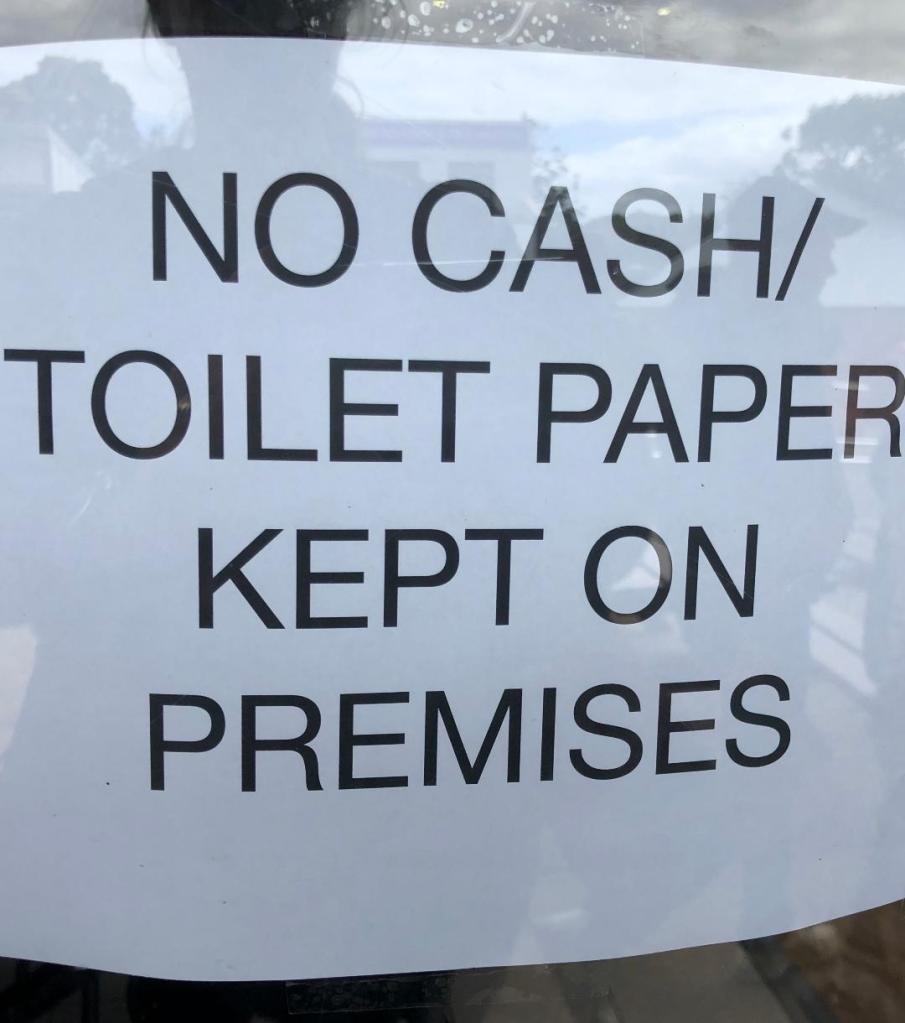 NO CASH/
TOILET PAPER
KEPT ON
PREMISES